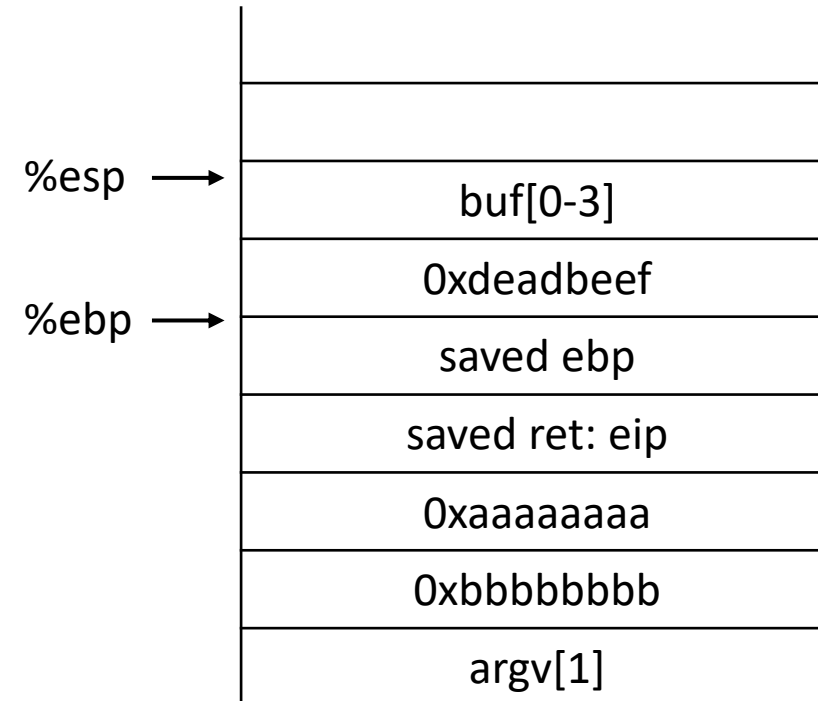 %esp
buf[0-3]
0xdeadbeef
%ebp
saved ebp
saved ret: eip
0xaaaaaaaa
0xbbbbbbbb
argv[1]